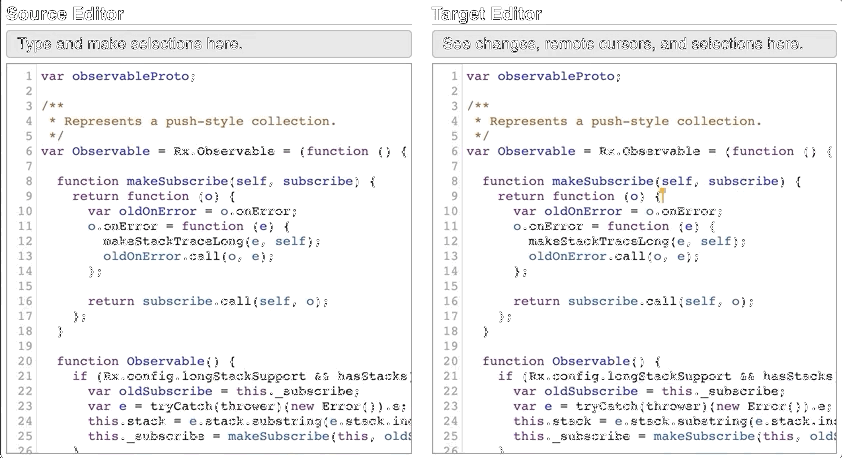 Source Editor
Type and make selections here.
1 var observableProto;
2
3 /**
4 * Represents a push-style collection.
5 */
6 var Observable = Rx.Observable = (function () {
7
8 function makeSubscribe(self, subscribe) {
9 return function (o) {
10 var oldOnError = o.onError;
11 o.onError = function (e) {
12 makeStackTraceLong(e, self);
13 oldOnError.call(o, e);
14 };
15
16 return subscribe.call(self, o);
17 };
18 }
19
20 function Observable() {
21 if (Rx.config.longStackSupport && hasStacks)
22 var oldSubscribe = this._subscribe;
23 var e = tryCatch(thrower)(new Error()).e;
24 this.stack = e.stack.substring(e.stack.ind
25 this._subscribe = makeSubscribe(this, oldS
26 }
Target Editor
See changes, remote cursors, and selections here.
1 var observableProto;
2
3 /**
4 * Represents a push-style collection.
5 */
6 var Observable = Rx.Observable = (function () {
7
8 function makeSubscribe(self, subscribe) {
9 return function (o) {
10 var oldOnError = o.onError;
11 o.onError = function (e) {
12 makeStackTraceLong(e, self);
13 oldOnError.call(o, e);
14 };
15
16 return subscribe.call(self, o);
17 };
18 }
19
20 function Observable() {
21 if (Rx.config.longStackSupport && hasStacks
22 var oldSubscribe = this._subscribe;
23 var e = tryCatch(thrower)(new Error()).e;
24 this.stack = e.stack.substring(e.stack.ins
25 this._subscribe = makeSubscribe(this, oldS
26 }